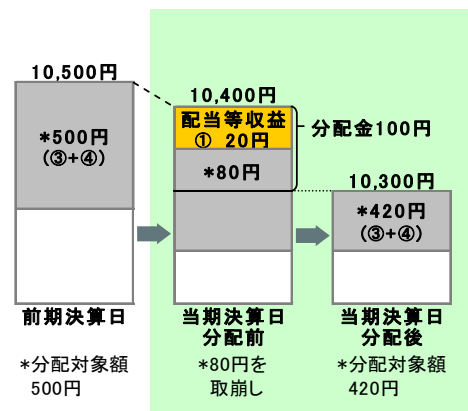 10,500円
*500円
(③+④)
前期決算日
*分配対象額
500円
10,400円
配当等収益
① 20円
*80円
分配金100円
当期決算日
分配前
*80円を
取崩し
10,300円
*420円
(③+④)
当期決算日
分配後
*分配対象額
420円